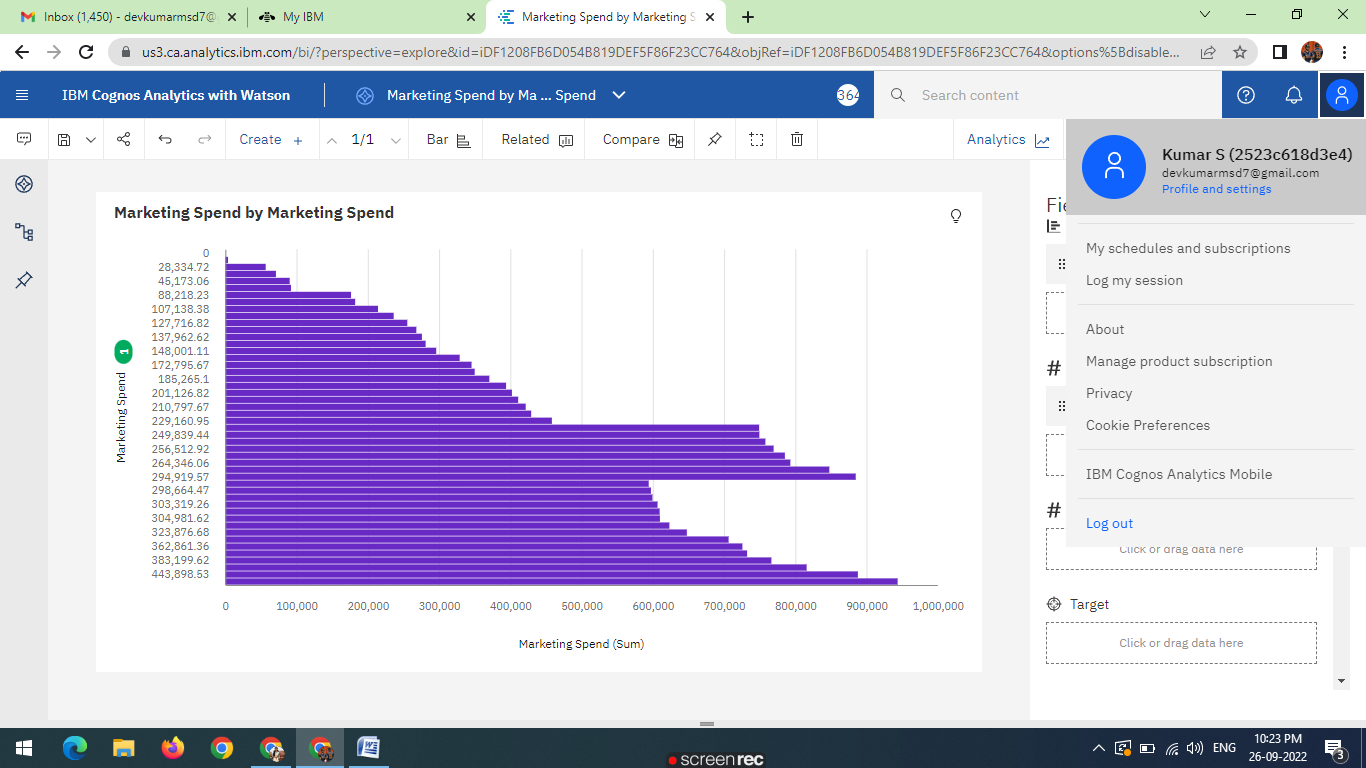 Inbox (1,450) - devkumarmsd7@
My IBM
Marketing Spend by Marketing S
us3.ca.analytics.ibm.com/bi/?perspective=explore&id=iDF1208FB6D054B819DEF5F86F23CC764&objRef=iDF1208FB6D054B819DEF5F86F23CC764&options%5Bdisable...
IBM Cognos Analytics with Watson
Marketing Spend by Ma ... Spend
364
Search content
Create +
1/1
Bar
Related
Compare
Analytics
Kumar S (2523c618d3e4)
devkumarmsd7@gmail.com
Profile and settings
My schedules and subscriptions
Log my session
About
Manage product subscription
Privacy
Cookie Preferences
IBM Cognos Analytics Mobile
Log out
Marketing Spend by Marketing Spend
Marketing Spend
1
0
28,334.72
45,173.06
88,218.23
107,138.38
127,716.82
137,962.62
148,001.11
172,795.67
185,265.1
201,126.82
210,797.67
229,160.95
249,839.44
256,512.92
264,346.06
294,919.57
298,664.47
303,319.26
304,981.62
323,876.68
362,861.36
383,199.62
443,898.53
0 100,000 200,000 300,000 400,000 500,000 600,000 700,000 800,000 900,000 1,000,000
Marketing Spend (Sum)
Fie
#
#
Click or drag data here
Target
Click or drag data here
ENG
10:23 PM
26-09-2022
3
screenrec